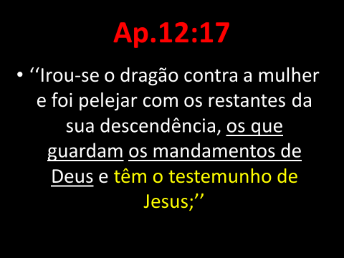 Ap.12:17
• ‘‘Irou-se o dragão contra a mulher
e foi pelejar com os restantes da
sua descendência, os que
guardam os mandamentos de
Deus e têm o testemunho de
Jesus;’’